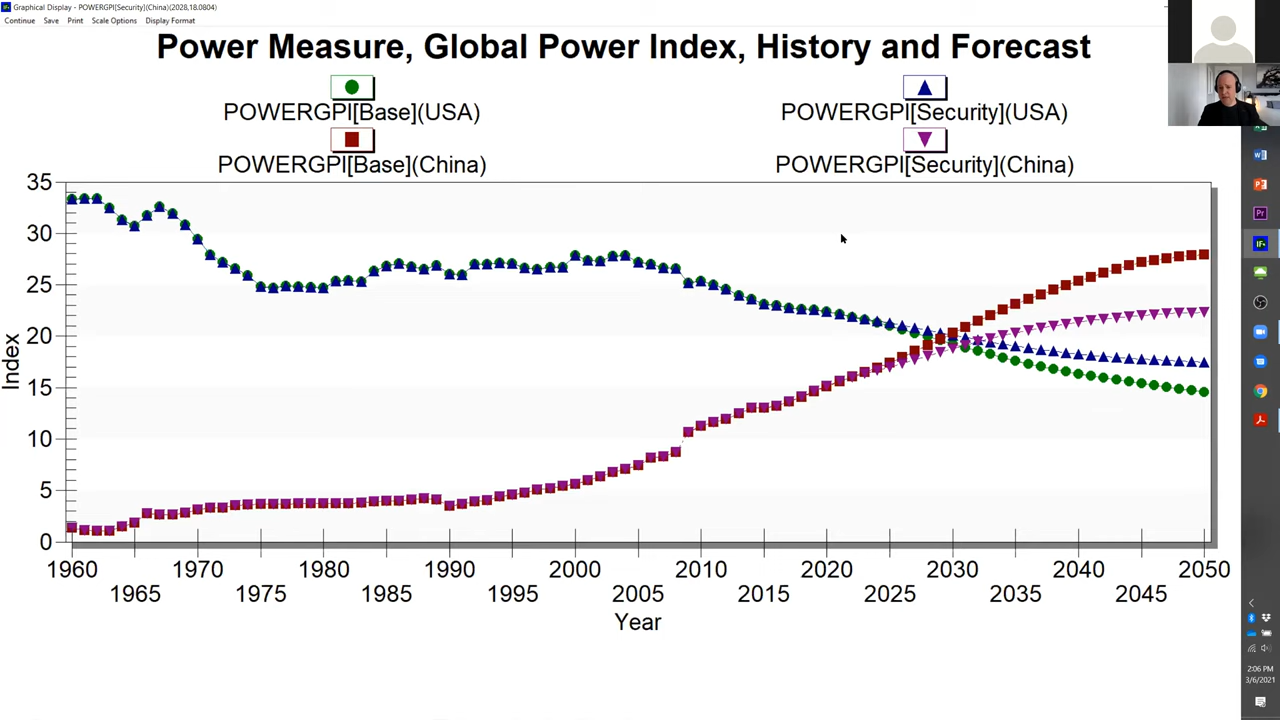 Graphical Display - POWERGPI[Security](China)(2028,18.0804)
Continue Save Print Scale Options Display Format
Power Measure, Global Power Index, History and Forecast
POWERGPI[Base](USA)
POWERGPI[Security](USA)
POWERGPI[Base](China)
POWERGPI[Security](China)
35
30
25
20
15
10
5
0
Index
1960 1970 1980 1990 2000 2010 2020 2030 2040 2050
1965 1975 1985 1995 2005 2015 2025 2035 2045
Year
2:06 PM
3/6/2021